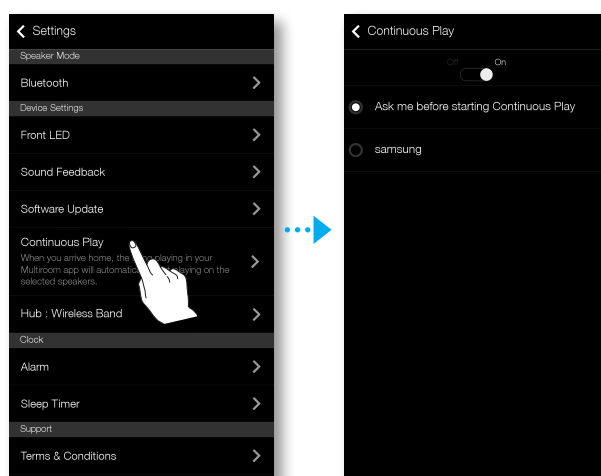 Settings
Speaker Mode
Bluetooth
Device Settings
Front LED
Sound Feedback
Software Update
Continuous Play
When you arrive home, the playing in your
Multiroom app will playing on the
selected speakers.
Hub : Wireless Band
Clock
Alarm
Sleep Timer
Support
Terms & Conditions
Continuous Play
Off On
Ask me before starting Continuous Play
samsung